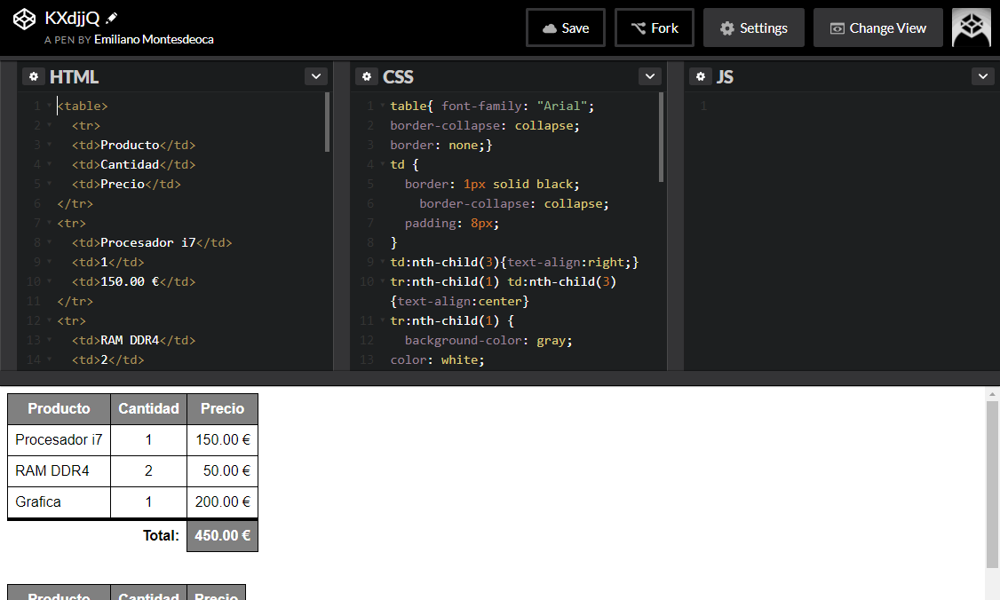 KXdjjQ
A PEN BY Emiliano Montesdeoca
Save
Fork
Settings
Change View
HTML
1 <table>
2 <tr>
3 <td>Producto</td>
4 <td>Cantidad</td>
5 <td>Precio</td>
6 </tr>
7 <tr>
8 <td>Procesador i7</td>
9 <td>1</td>
10 <td>150.00 €</td>
11 </tr>
12 <tr>
13 <td>RAM DDR4</td>
14 <td>2</td>
CSS
1 table{ font-family: "Arial";
2 border-collapse: collapse;
3 border: none;}
4 td {
5 border: 1px solid black;
6 border-collapse: collapse;
7 padding: 8px;
8 }
9 td:nth-child(3){text-align:right;}
10 tr:nth-child(1) td:nth-child(3)
{text-align:center}
11 tr:nth-child(1) {
12 background-color: gray;
13 color: white;
JS
1
Producto Cantidad Precio
Procesador i7 1 150.00 €
RAM DDR4 2 50.00 €
Grafica 1 200.00 €
Total: 450.00 €
Producto Cantidad Precio